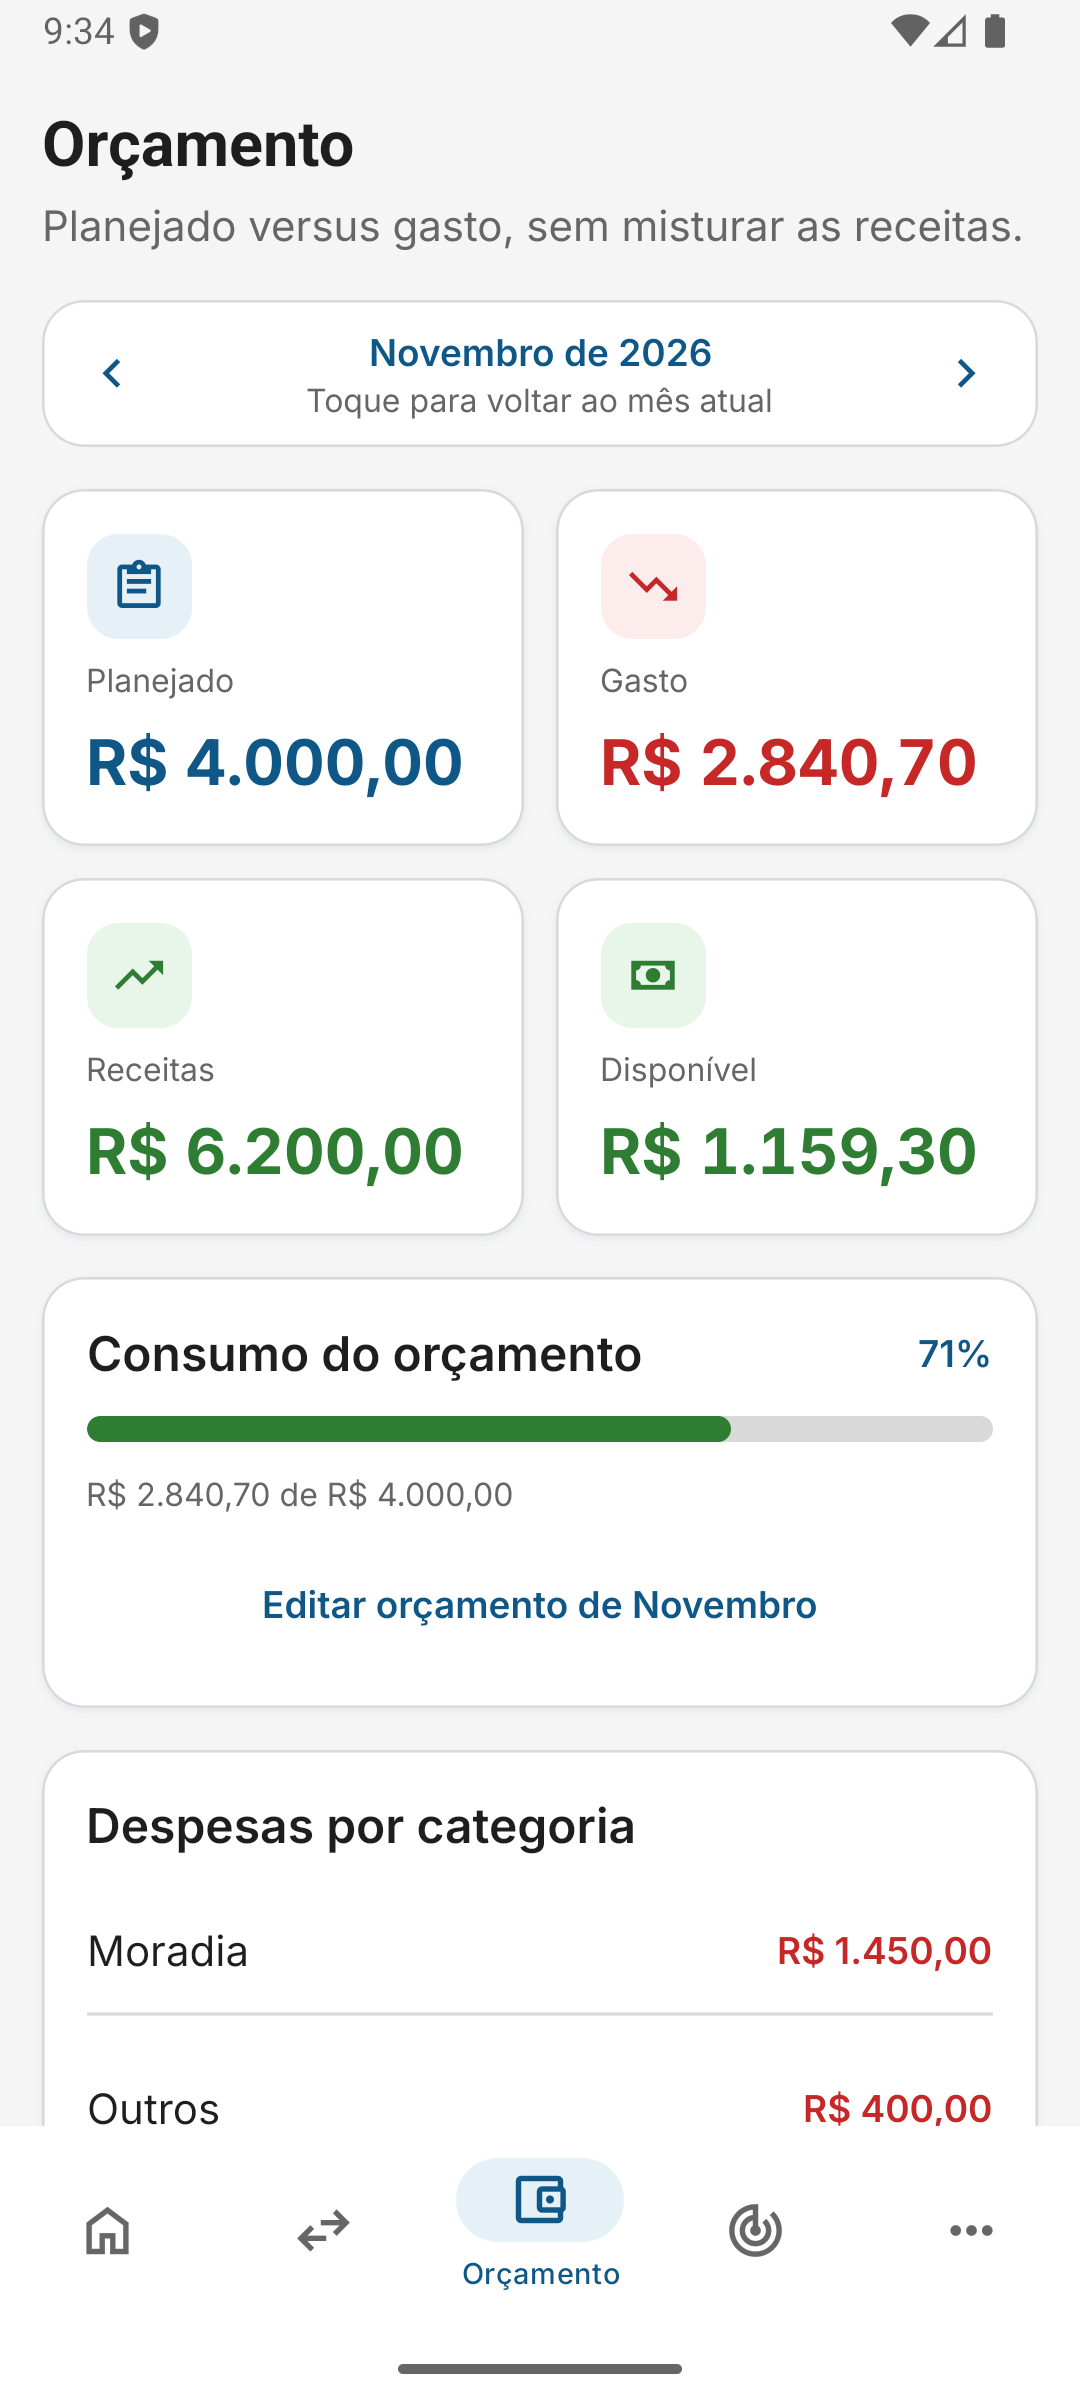 9:34
Orçamento
Planejado versus gasto, sem misturar as receitas.
Novembro de 2026
Toque para voltar ao mês atual
Planejado
R$ 4.000,00
Gasto
R$ 2.840,70
Receitas
R$ 6.200,00
Disponível
R$ 1.159,30
Consumo do orçamento 71%
R$ 2.840,70 de R$ 4.000,00
Editar orçamento de Novembro
Despesas por categoria
Moradia R$ 1.450,00
Outros R$ 400,00
Orçamento